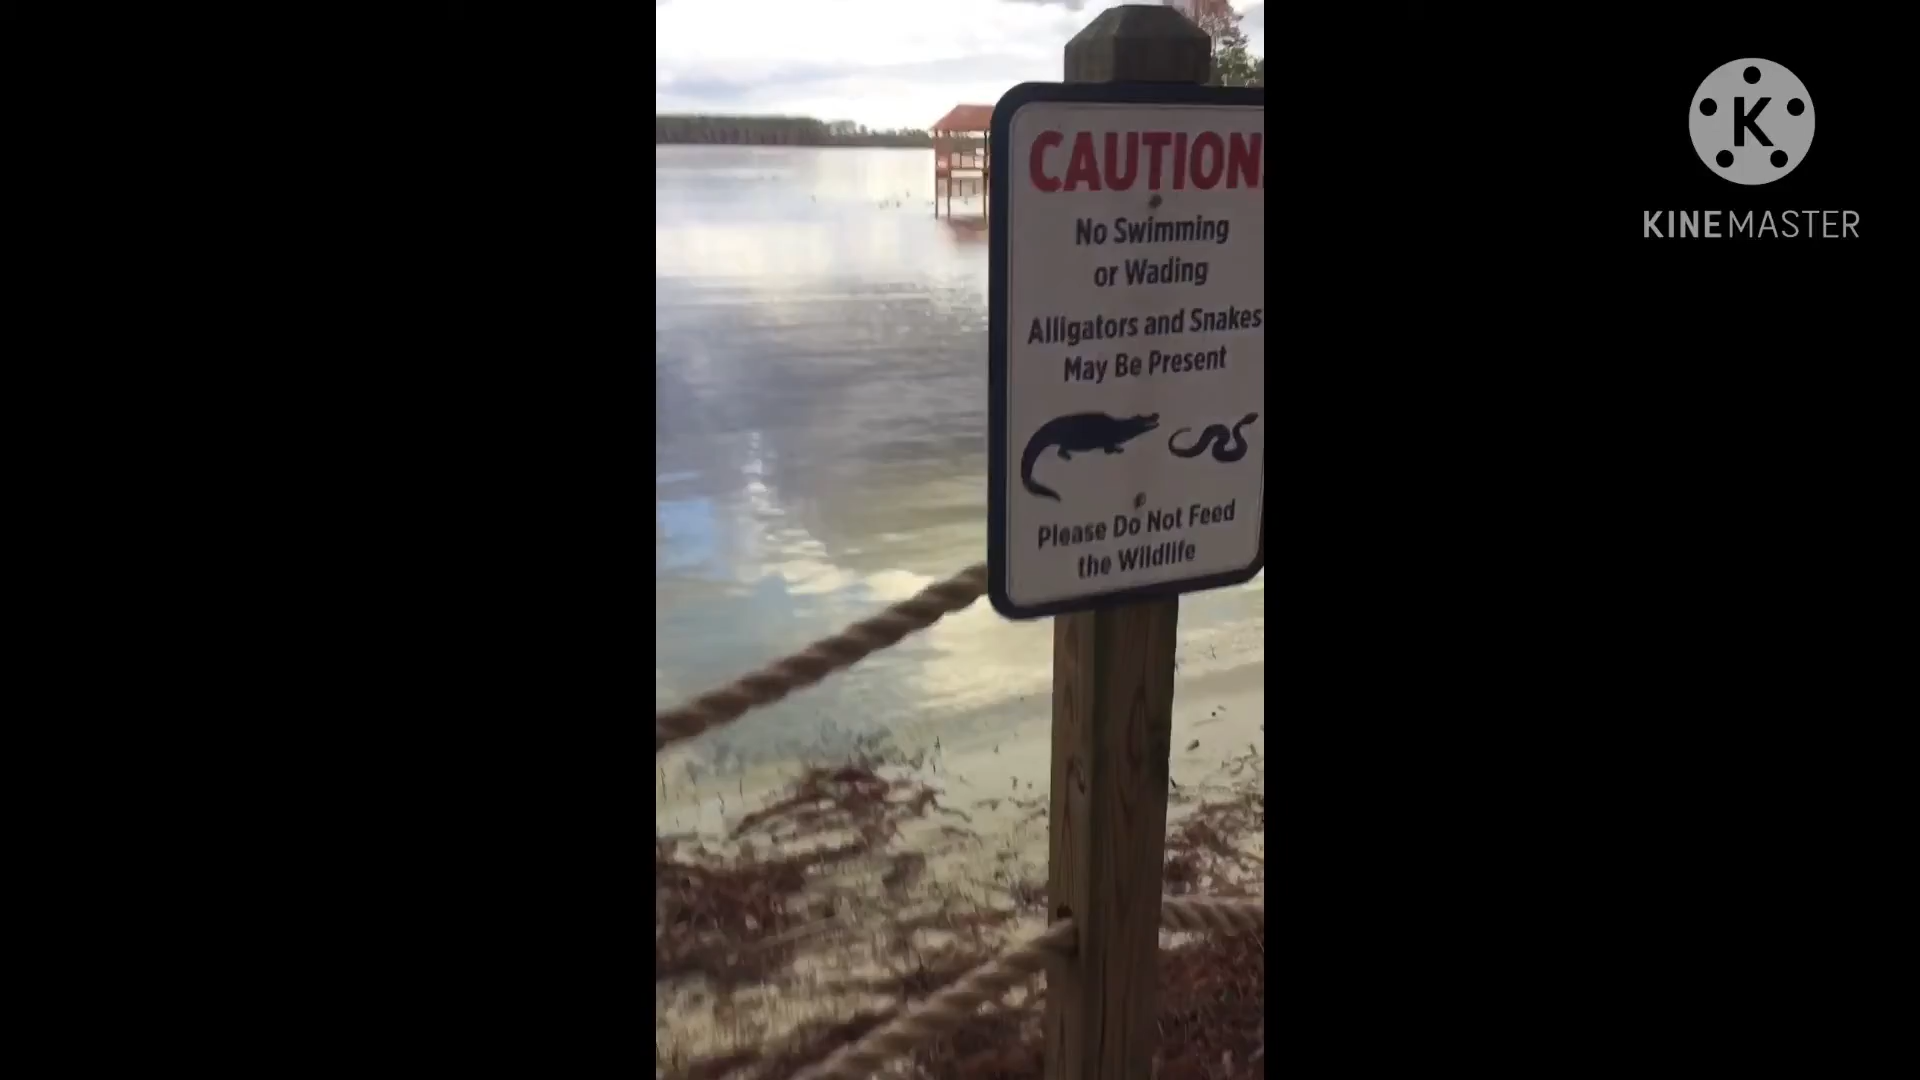 CAUTION
No Swimming
or Wading
Alligators and Snakes
May Be Present
Please Do Not Feed
the Wildlife
K
KINEMASTER